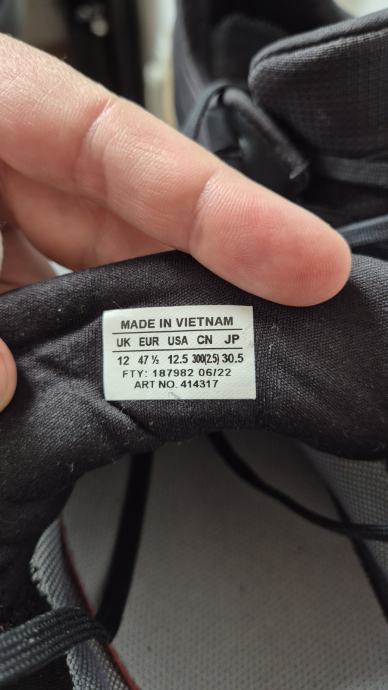 MADE IN VIETNAM
UK EUR USA CN JP
12 47 ⅓ 12.5 300(2.5) 30.5
FTY: 187982 06/22
ART NO. 414317